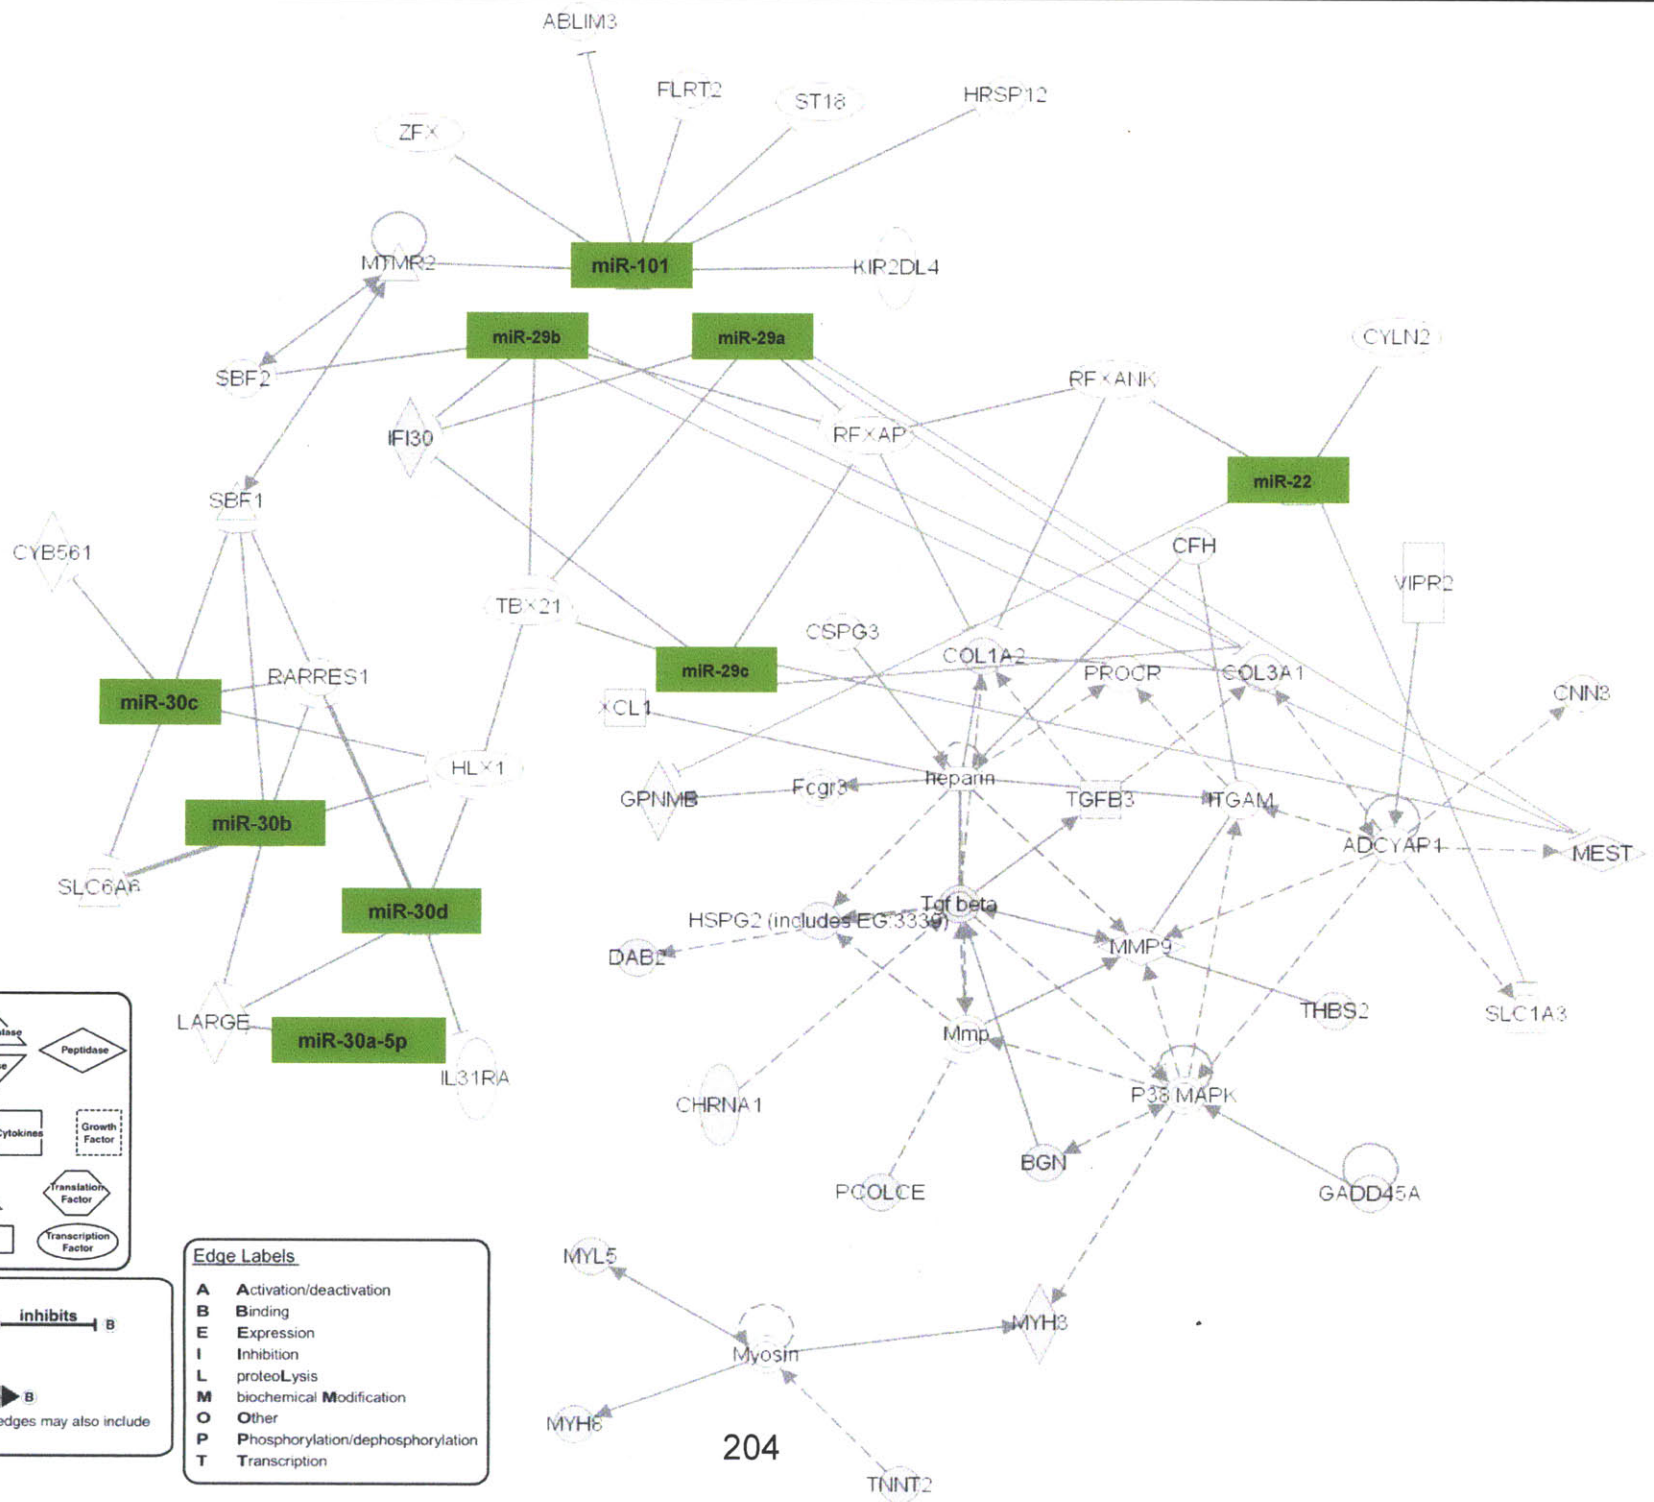 ABLIM3
FLRT2
ST18
HRSP12
ZFX
MTMR2
miR-101
KIR2DL4
miR-29b
miR-29a
CYLN2
SBF2
RFXANK
IFI30
RFXAP
miR-22
SBF1
CYB561
CFH
VIPR2
TBX21
CSPG3
COL1A2
miR-29c
PROCR
COL3A1
RARRES1
miR-30c
XCL1
CNN3
HLX1
heparin
Fcgr3
GPNMB
TGFB3
ITGAM
miR-30b
ADCYAP1
MEST
SLC6A6
miR-30d
Tgf beta
HSPG2 (includes EG:3339)
MMP9
DAB2
THBS2
SLC1A3
LARGE
miR-30a-5p
Mmp
IL31RA
CHRNA1
P38 MAPK
BGN
PCOLCE
GADD45A
Peptidase
Cytokines
Growth
Factor
Translation
Factor
Transcription
Factor
inhibits
B
B
edges may also include
Edge Labels
A Activation/deactivation
B Binding
E Expression
I Inhibition
L proteoLysis
M biochemical Modification
O Other
P Phosphorylation/dephosphorylation
T Transcription
MYL5
MYH3
Myosin
MYH8
204
TNNT2